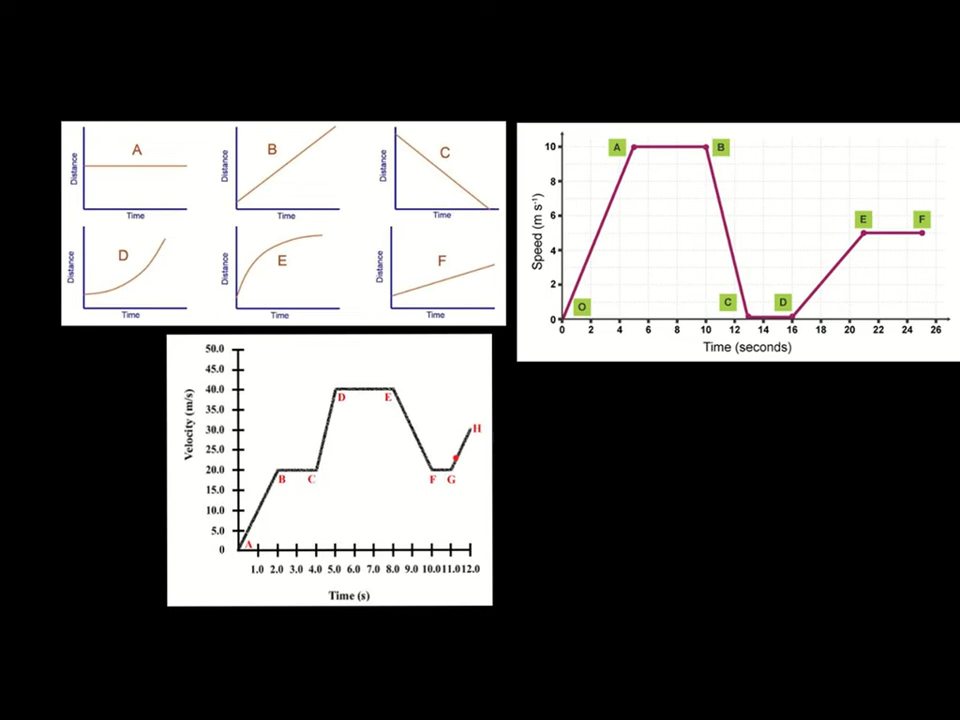 A
B
C
Distance
Distance
Distance
Time
Time
Time
D
E
F
Distance
Distance
Distance
Time
Time
Time
10
8
6
4
2
0
Speed (m s⁻¹)
A
B
E
F
O
C
D
0 2 4 6 8 10 12 14 16 18 20 22 24 26
Time (seconds)
50.0
45.0
40.0
35.0
30.0
25.0
20.0
15.0
10.0
5.0
0
Velocity (m/s)
D
E
H
B
C
F
G
A
1.0 2.0 3.0 4.0 5.0 6.0 7.0 8.0 9.0 10.0 11.0 12.0
Time (s)